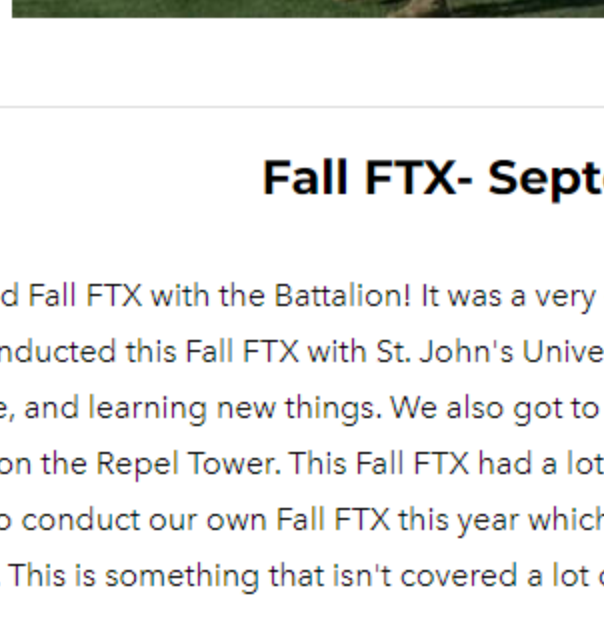 Fall FTX- Sept
d Fall FTX with the Battalion! It was a very
nducted this Fall FTX with St. John's Unive
e, and learning new things. We also got to
on the Repel Tower. This Fall FTX had a lot
o conduct our own Fall FTX this year which
. This is something that isn't covered a lot